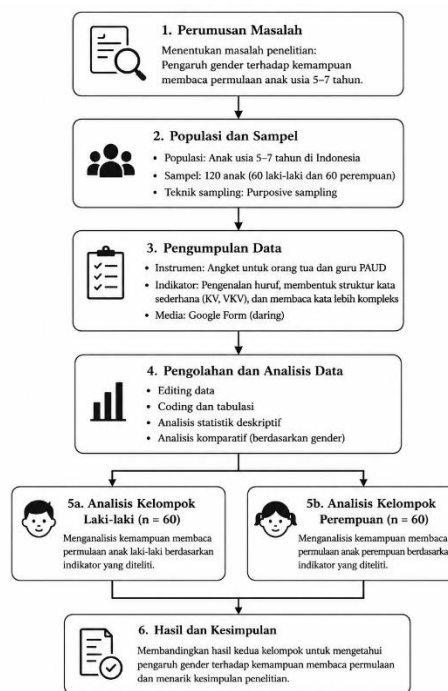 1. Perumusan Masalah
Menentukan masalah penelitian:
Pengaruh gender terhadap kemampuan
membaca permulaan anak usia 5–7 tahun.
2. Populasi dan Sampel
• Populasi: Anak usia 5–7 tahun di Indonesia
• Sampel: 120 anak (60 laki-laki dan 60 perempuan)
• Teknik sampling: Purposive sampling
3. Pengumpulan Data
• Instrumen: Angket untuk orang tua dan guru PAUD
• Indikator: Pengenalan huruf, membentuk struktur kata
sederhana (KV, VKV), dan membaca kata lebih kompleks
• Media: Google Form (daring)
4. Pengolahan dan Analisis Data
• Editing data
• Coding dan tabulasi
• Analisis statistik deskriptif
• Analisis komparatif (berdasarkan gender)
5a. Analisis Kelompok
Laki-laki (n = 60)
Menganalisis kemampuan membaca
permulaan anak laki-laki berdasarkan
indikator yang diteliti.
5b. Analisis Kelompok
Perempuan (n = 60)
Menganalisis kemampuan membaca
permulaan anak perempuan berdasarkan
indikator yang diteliti.
6. Hasil dan Kesimpulan
Membandingkan hasil kedua kelompok untuk mengetahui
pengaruh gender terhadap kemampuan membaca permulaan
dan menarik kesimpulan penelitian.